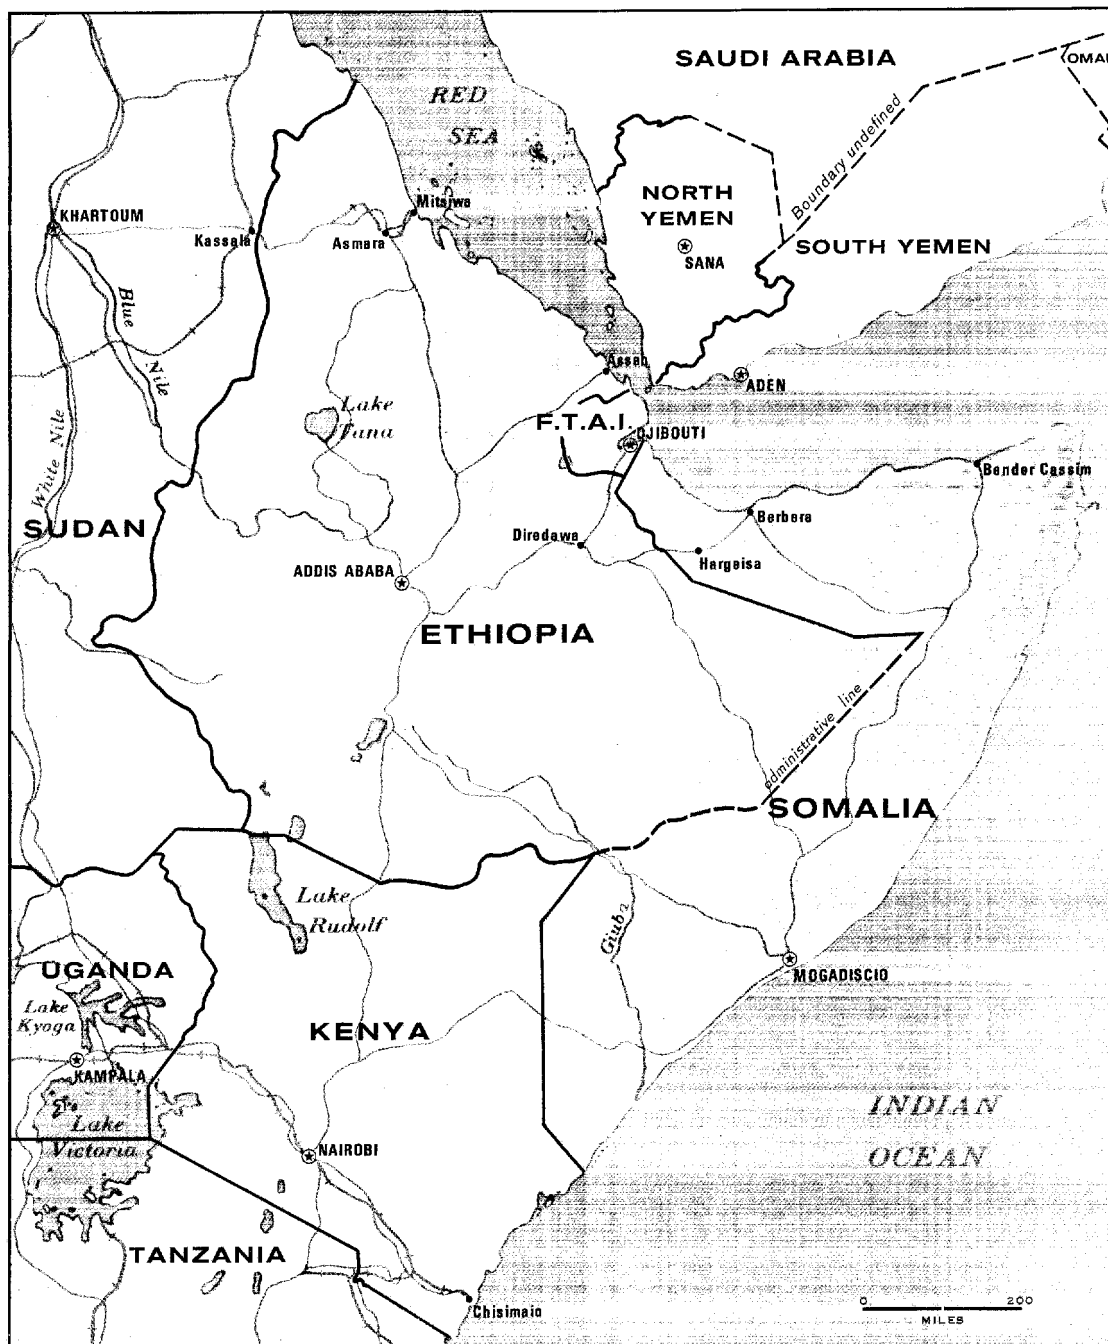 SAUDI ARABIA
OMAN
RED
SEA
Boundary undefined
NORTH
YEMEN
SANA
SOUTH YEMEN
KHARTOUM
Kassala
Asmara
Mitsiwa
Blue
Nile
White Nile
Lake
Tana
Assab
ADEN
F.T.A.I.
DJIBOUTI
Bender Cassim
SUDAN
Berbera
Diredawa
Hargeisa
ADDIS ABABA
ETHIOPIA
administrative line
SOMALIA
Lake
Rudolf
Giuba
MOGADISCIO
UGANDA
Lake
Kyoga
KENYA
KAMPALA
Lake
Victoria
NAIROBI
INDIAN
OCEAN
TANZANIA
Chisimaio
0 200
MILES